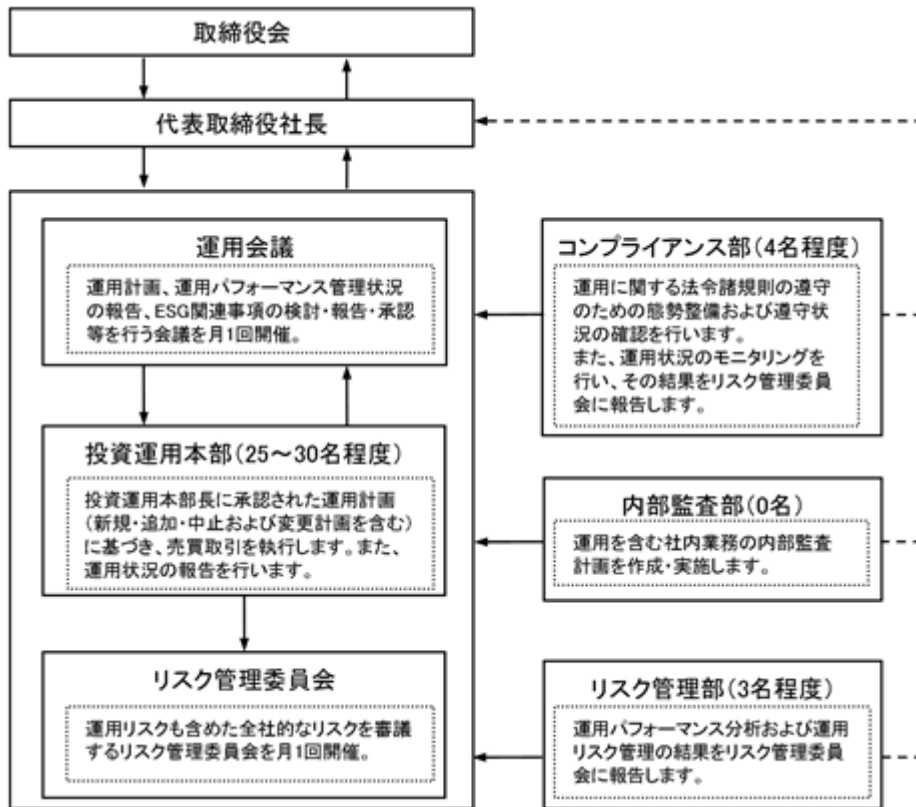 取締役会
代表取締役社長
運用会議
運用計画、運用パフォーマンス管理状況
の報告、ESG関連事項の検討・報告・承認
等を行う会議を月1回開催。
投資運用本部(25～30名程度)
投資運用本部長に承認された運用計画
(新規・追加・中止および変更計画を含む)
に基づき、売買取引を執行します。また、
運用状況の報告を行います。
リスク管理委員会
運用リスクも含めた全社的なリスクを審議
するリスク管理委員会を月1回開催。
コンプライアンス部(4名程度)
運用に関する法令諸規則の遵守
のための態勢整備および遵守状
況の確認を行います。
また、運用状況のモニタリングを
行い、その結果をリスク管理委員
会に報告します。
内部監査部(0名)
運用を含む社内業務の内部監査
計画を作成・実施します。
リスク管理部(3名程度)
運用パフォーマンス分析および運用
リスク管理の結果をリスク管理委員
会に報告します。